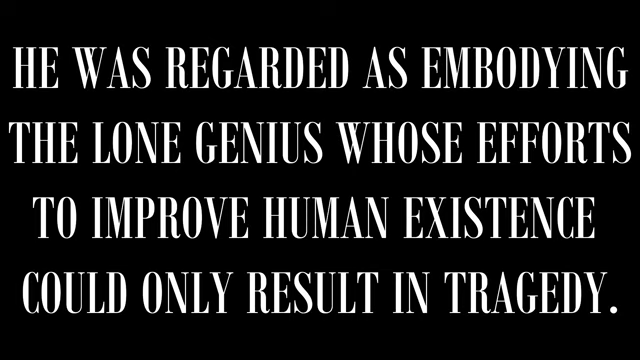 HE WAS REGARDED AS EMBODYING
THE LONE GENIUS WHOSE EFFORTS
TO IMPROVE HUMAN EXISTENCE
COULD ONLY RESULT IN TRAGEDY.